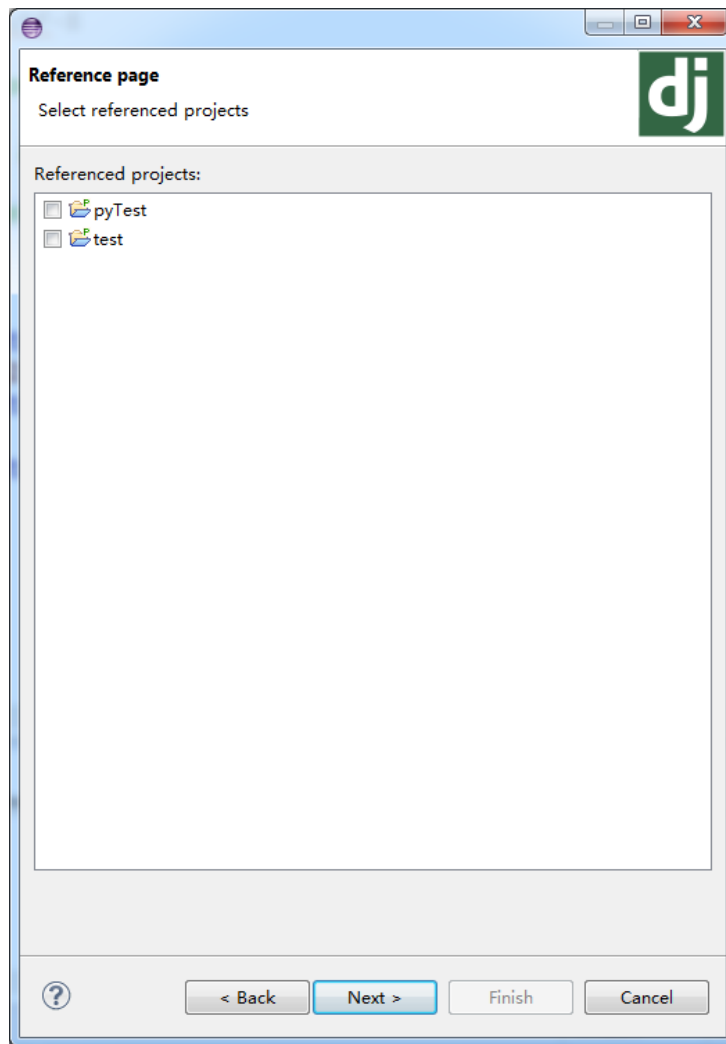 Reference page
Select referenced projects
dj
Referenced projects:
pyTest
test
< Back Next > Finish Cancel